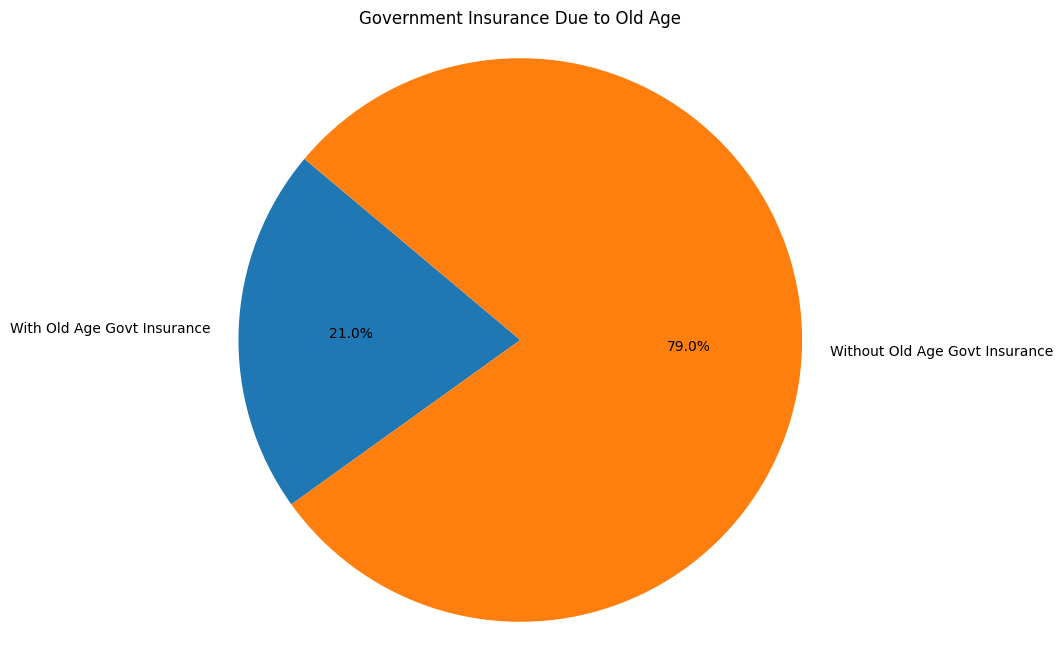 Government Insurance Due to Old Age
With Old Age Govt Insurance
21.0%
79.0%
Without Old Age Govt Insurance